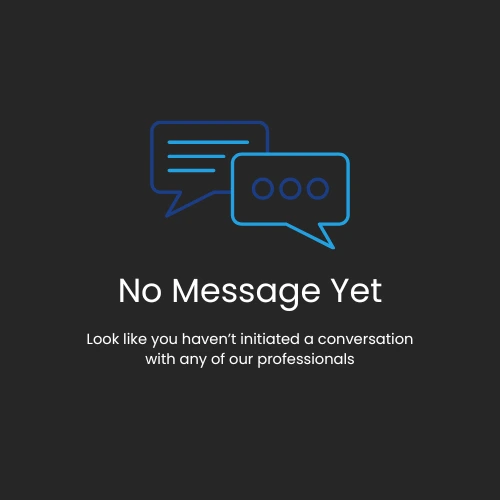 No Message Yet
Look like you haven’t initiated a conversation
with any of our professionals